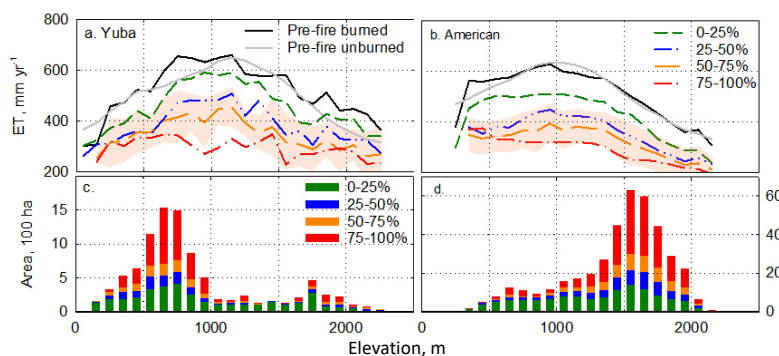 a. Yuba
Pre-fire burned
Pre-fire unburned
b. American
0-25%
25-50%
50-75%
75-100%
ET, mm yr-1
800
600
400
200
c.
0-25%
25-50%
50-75%
75-100%
d.
Area, 100 ha
15
10
5
0
60
40
20
0
0
1000
2000
0
1000
2000
Elevation, m